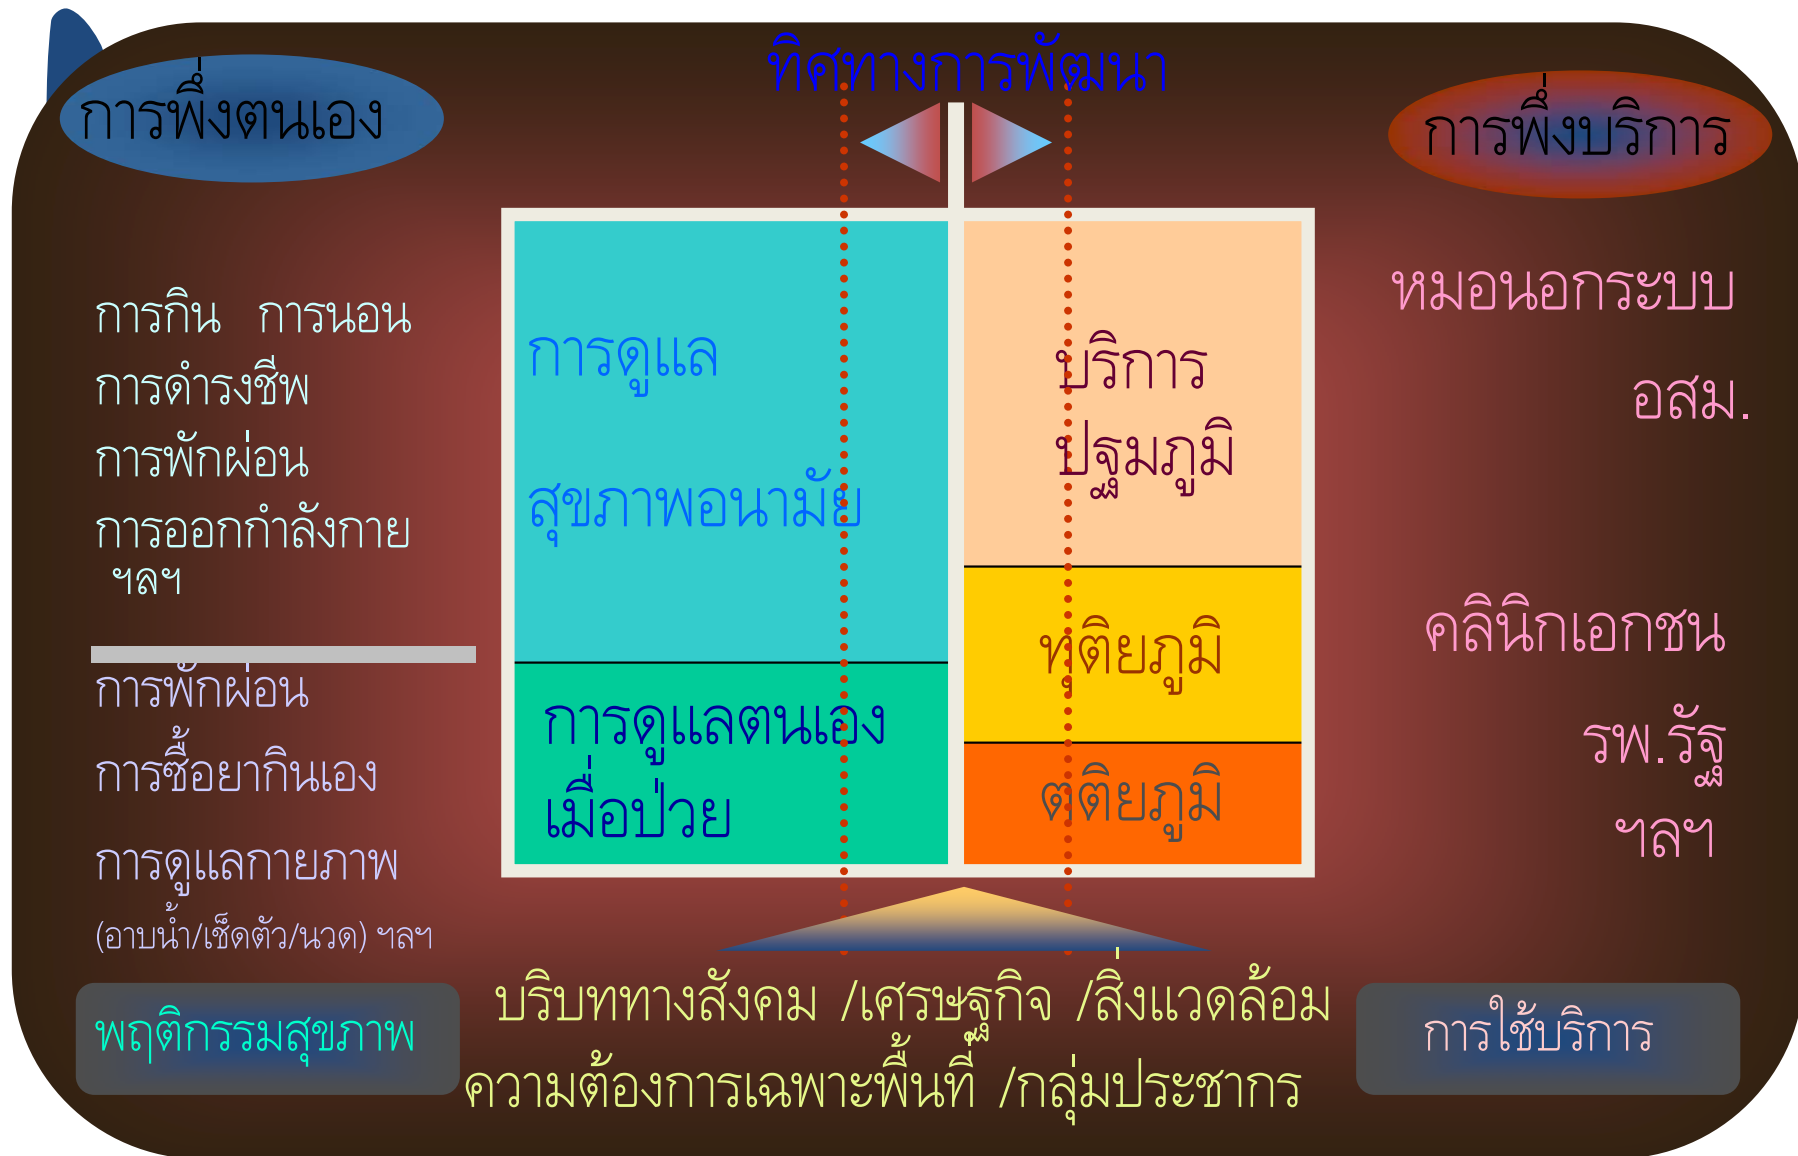 ทิศทางการพัฒนา
การพึ่งตนเอง
การพึ่งบริการ
การกิน การนอน
การดำรงชีพ
การพักผ่อน
การออกกำลังกาย
ฯลฯ
การพักผ่อน
การซื้อยากินเอง
การดูแลกายภาพ
(อาบน้ำ/เช็ดตัว/นวด) ฯลฯ
พฤติกรรมสุขภาพ
การดูแล
สุขภาพอนามัย
การดูแลตนเอง
เมื่อป่วย
บริการ
ปฐมภูมิ
ทุติยภูมิ
ตติยภูมิ
หมอนอกระบบ
อสม.
คลินิกเอกชน
รพ.รัฐ
ฯลฯ
การใช้บริการ
บริบททางสังคม /เศรษฐกิจ /สิ่งแวดล้อม
ความต้องการเฉพาะพื้นที่ /กลุ่มประชากร